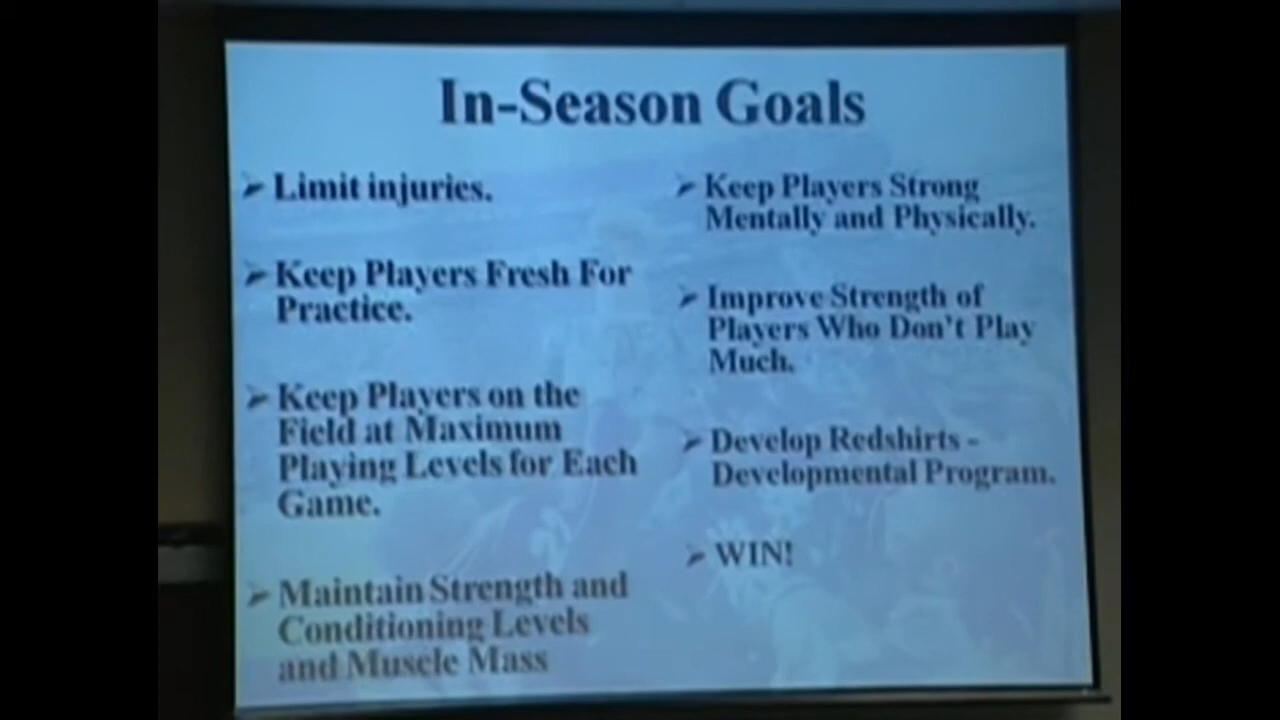 In-Season Goals
➢ Limit injuries.
➢ Keep Players Fresh For
Practice.
➢ Keep Players on the
Field at Maximum
Playing Levels for Each
Game.
➢ Maintain Strength and
Conditioning Levels
and Muscle Mass
➢ Keep Players Strong
Mentally and Physically.
➢ Improve Strength of
Players Who Don't Play
Much.
➢ Develop Redshirts -
Developmental Program.
➢ WIN!